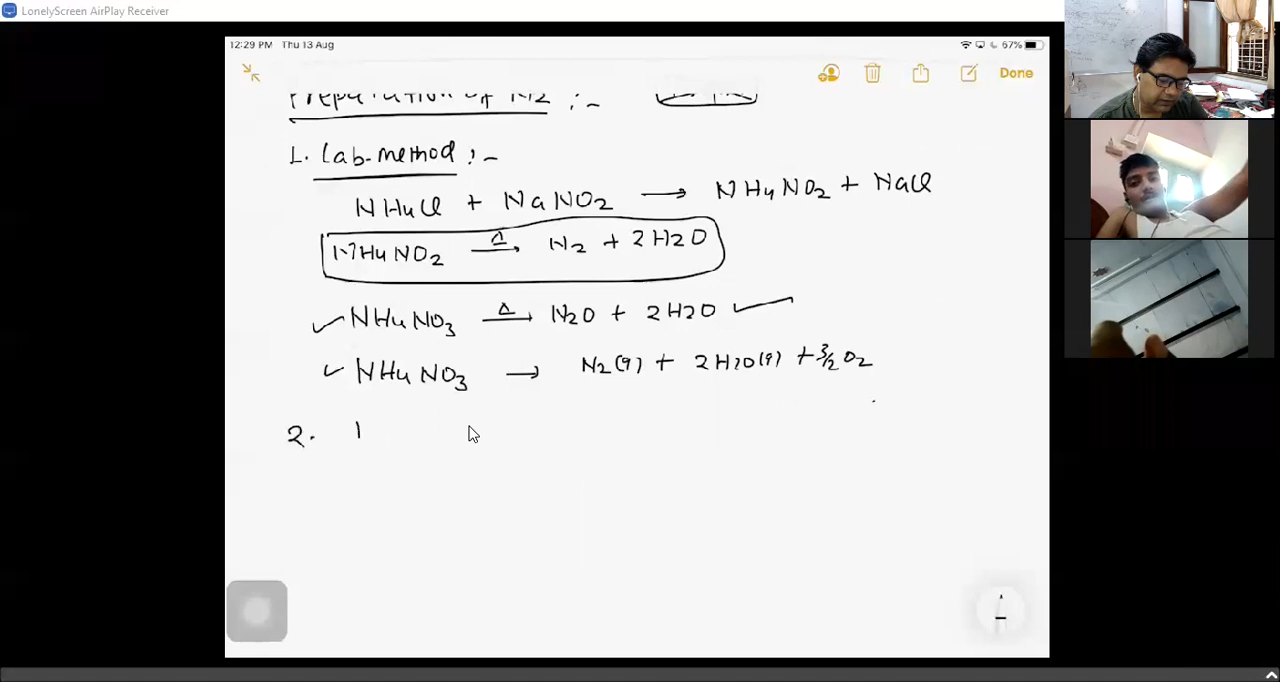 LonelyScreen AirPlay Receiver
12:29 PM Thu 13 Aug
67%
Done
Preparation of N2 :-
1. Lab-method :-
NH4Cl + NaNO2 → NH4NO2 + NaCl
NH4NO2 Δ→ N2 + 2H2O
✓ NH4NO3 Δ→ N2O + 2H2O ✓
✓ NH4NO3 → N2(g) + 2H2O(g) + 3/2 O2
2.